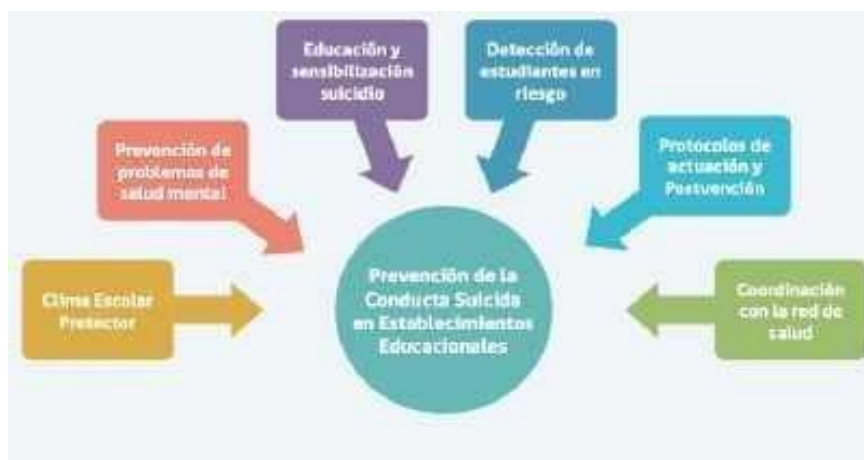 Educación y
sensibilización
suicidio
Detección de
estudiantes en
riesgo
Prevención de
problemas de
salud mental
Protocolos de
actuación y
Postvención
Clima Escolar
Protector
Prevención de la
Conducta Suicida
en Establecimientos
Educacionales
Coordinación
con la red de
salud